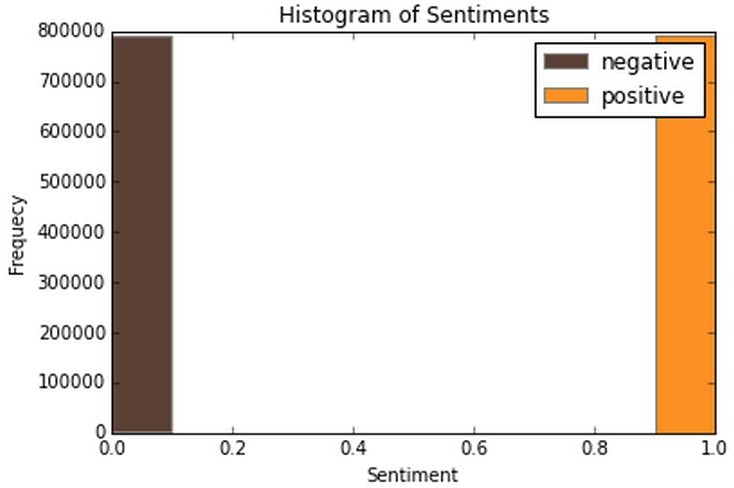 Histogram of Sentiments
800000
700000
600000
500000
400000
300000
200000
100000
0
Frequecy
negative
positive
0.0 0.2 0.4 0.6 0.8 1.0
Sentiment